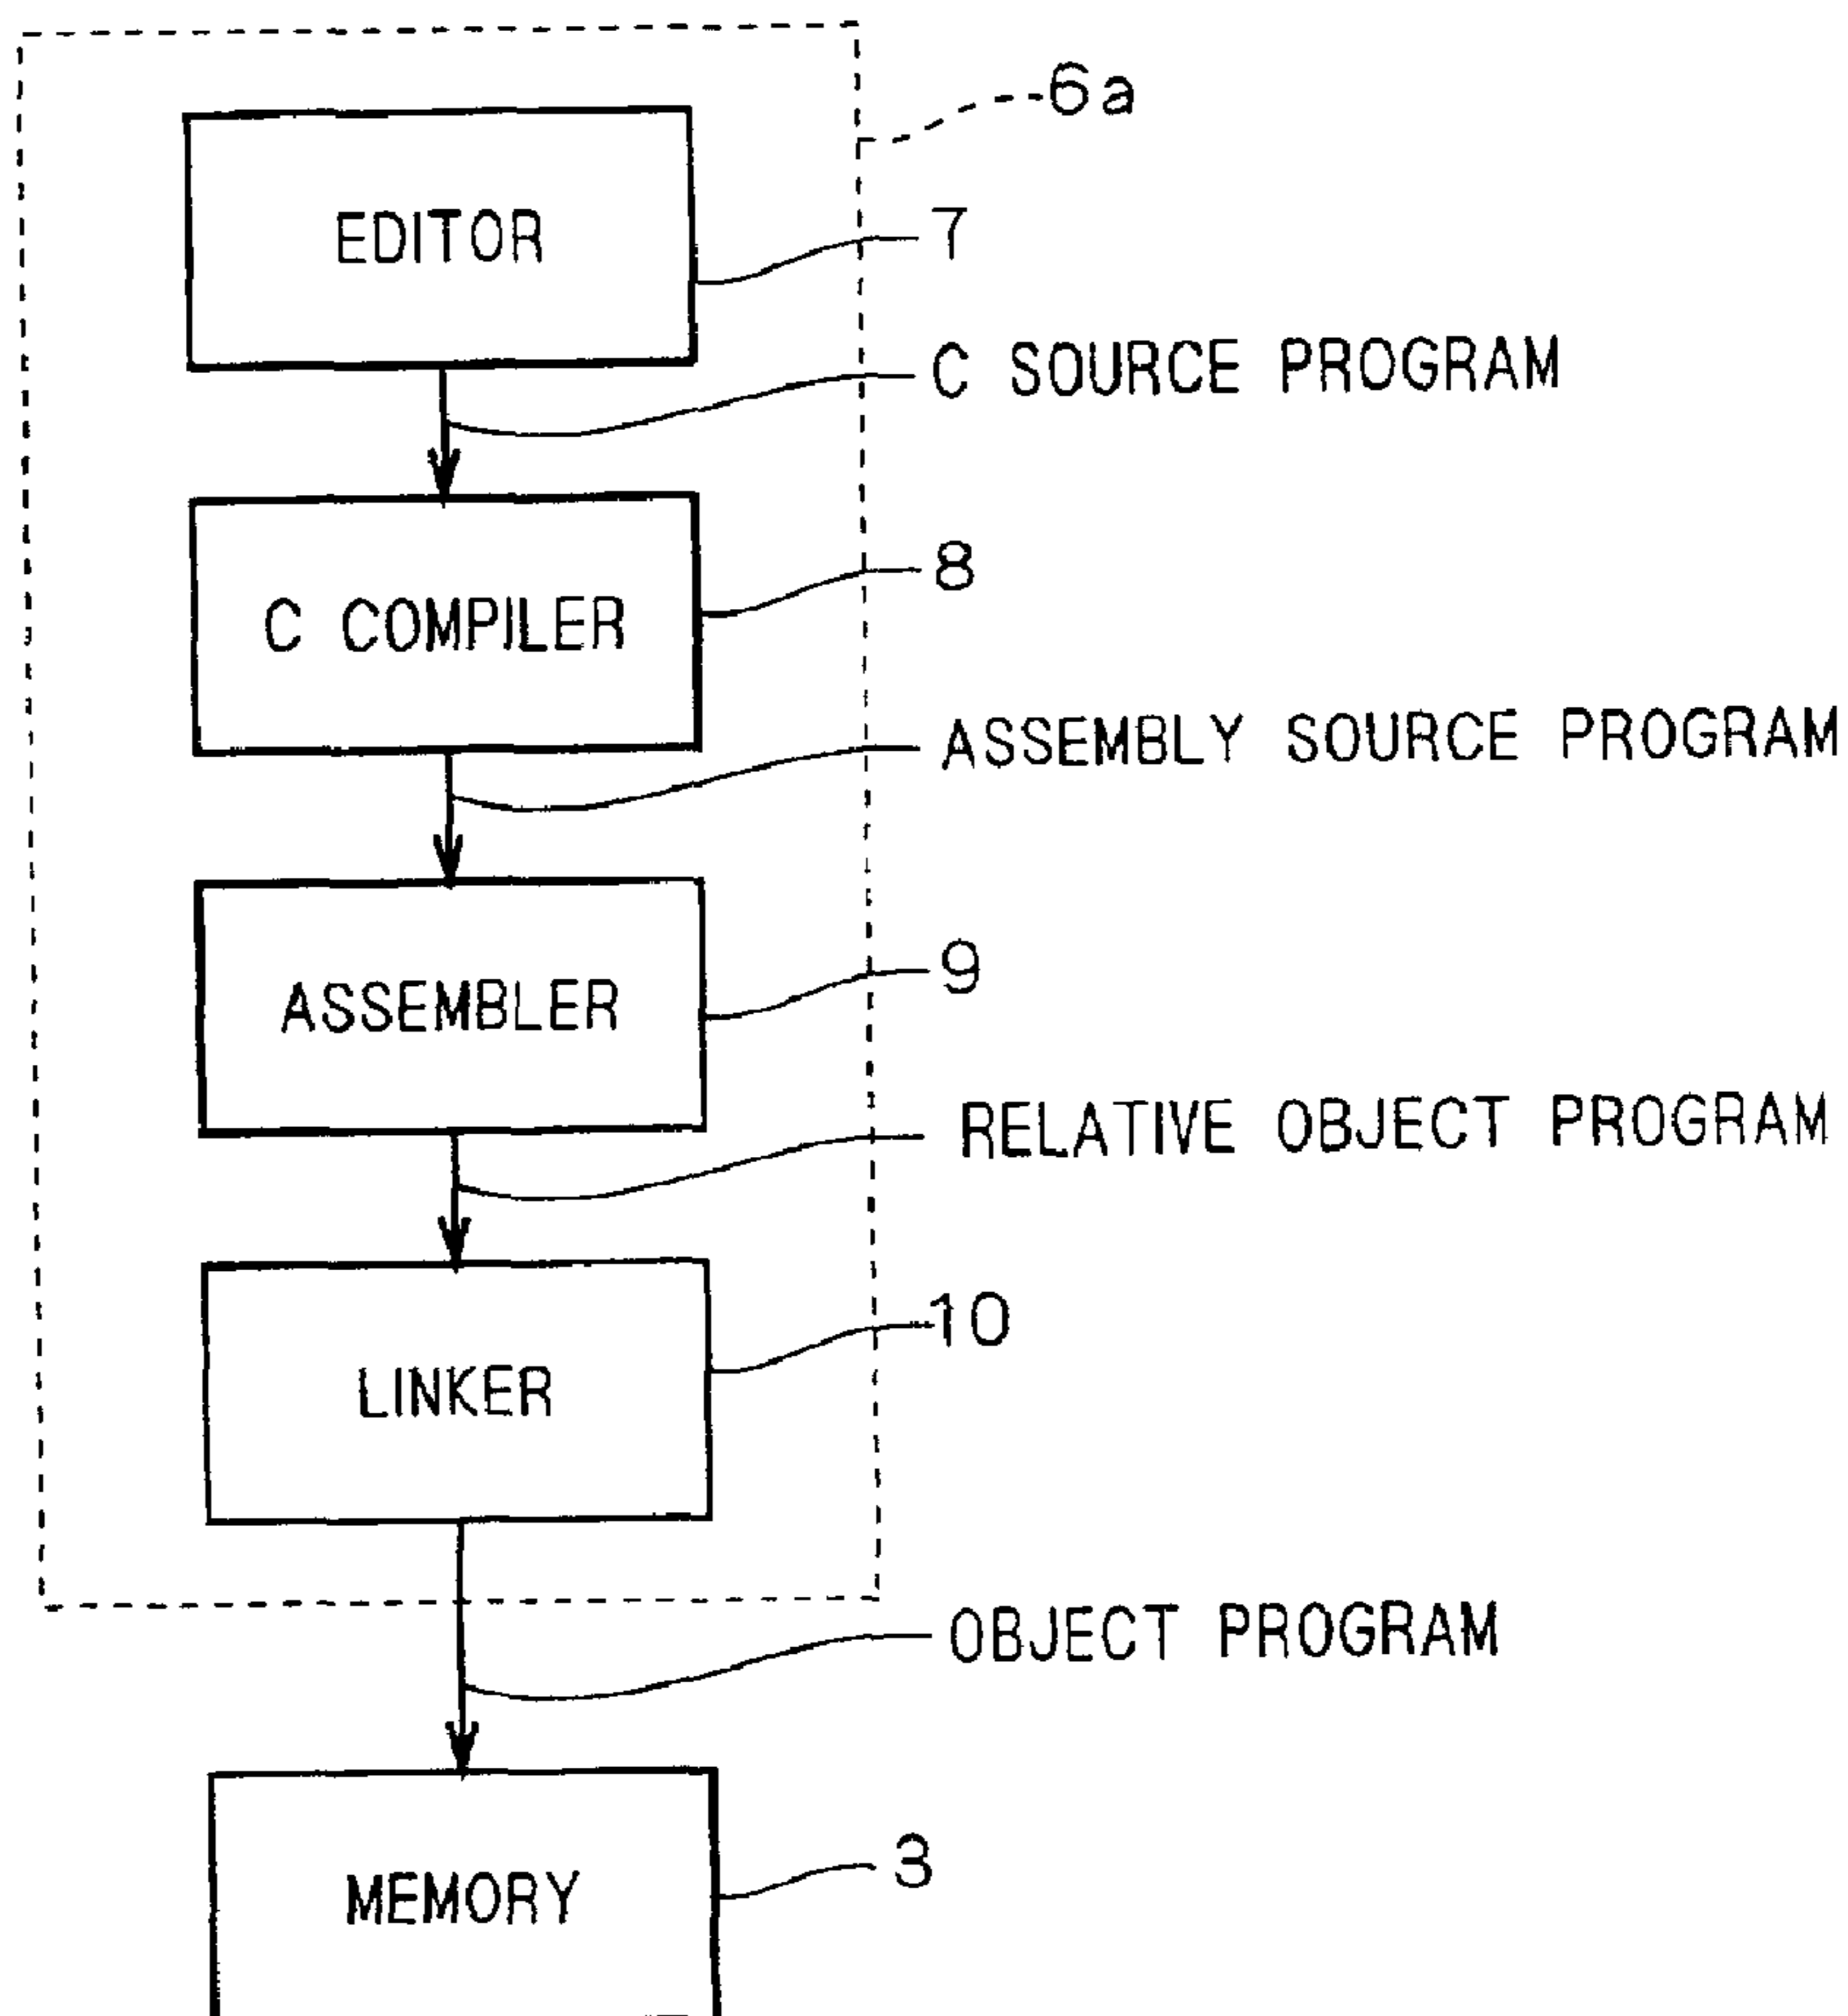 6a
EDITOR
7
C SOURCE PROGRAM
C COMPILER
8
ASSEMBLY SOURCE PROGRAM
ASSEMBLER
9
RELATIVE OBJECT PROGRAM
LINKER
10
OBJECT PROGRAM
MEMORY
3